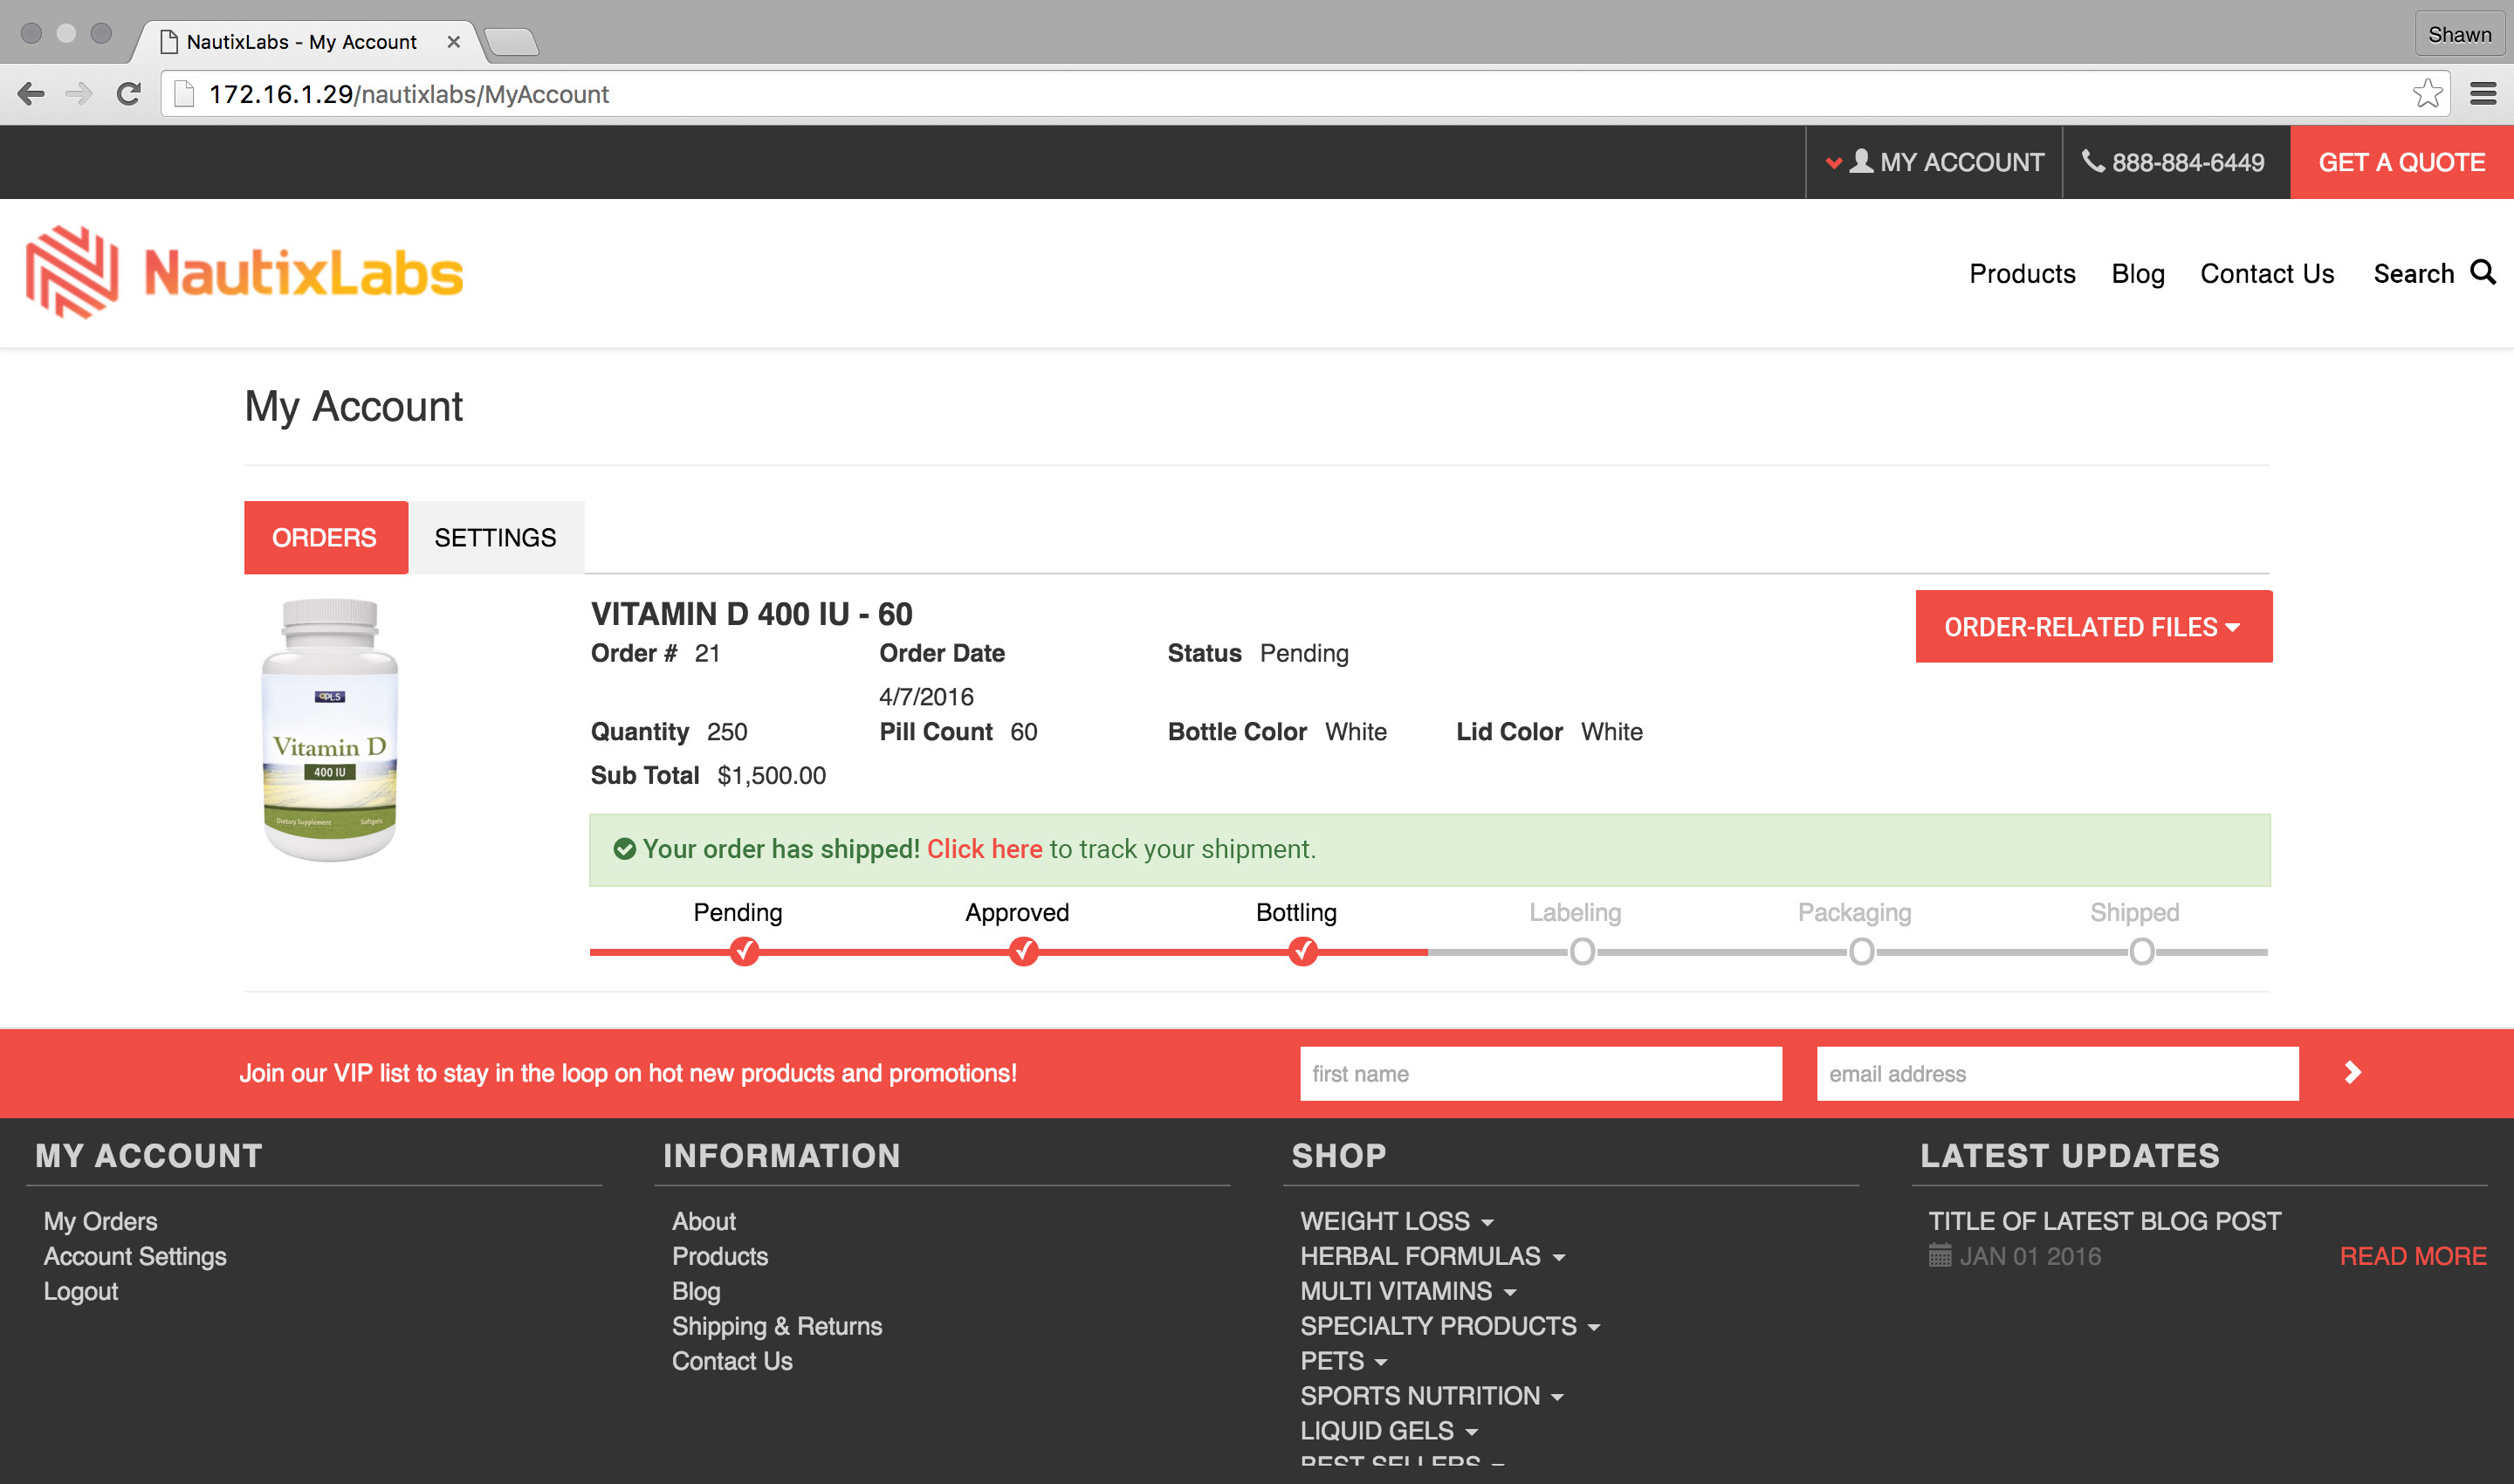 NautixLabs - My Account
Shawn
172.16.1.29/nautixlabs/MyAccount
MY ACCOUNT
888-884-6449
GET A QUOTE
NautixLabs
Products Blog Contact Us Search
My Account
ORDERS SETTINGS
VITAMIN D 400 IU - 60
ORDER-RELATED FILES
Order # 21 Order Date Status Pending
4/7/2016
Quantity 250 Pill Count 60 Bottle Color White Lid Color White
Sub Total $1,500.00
PLS
Vitamin D
400 IU
Dietary Supplement Softgels
Your order has shipped! Click here to track your shipment.
Pending Approved Bottling Labeling Packaging Shipped
Join our VIP list to stay in the loop on hot new products and promotions!
first name
email address
MY ACCOUNT
My Orders
Account Settings
Logout
INFORMATION
About
Products
Blog
Shipping & Returns
Contact Us
SHOP
WEIGHT LOSS
HERBAL FORMULAS
MULTI VITAMINS
SPECIALTY PRODUCTS
PETS
SPORTS NUTRITION
LIQUID GELS
BEST SELLERS
LATEST UPDATES
TITLE OF LATEST BLOG POST
JAN 01 2016
READ MORE